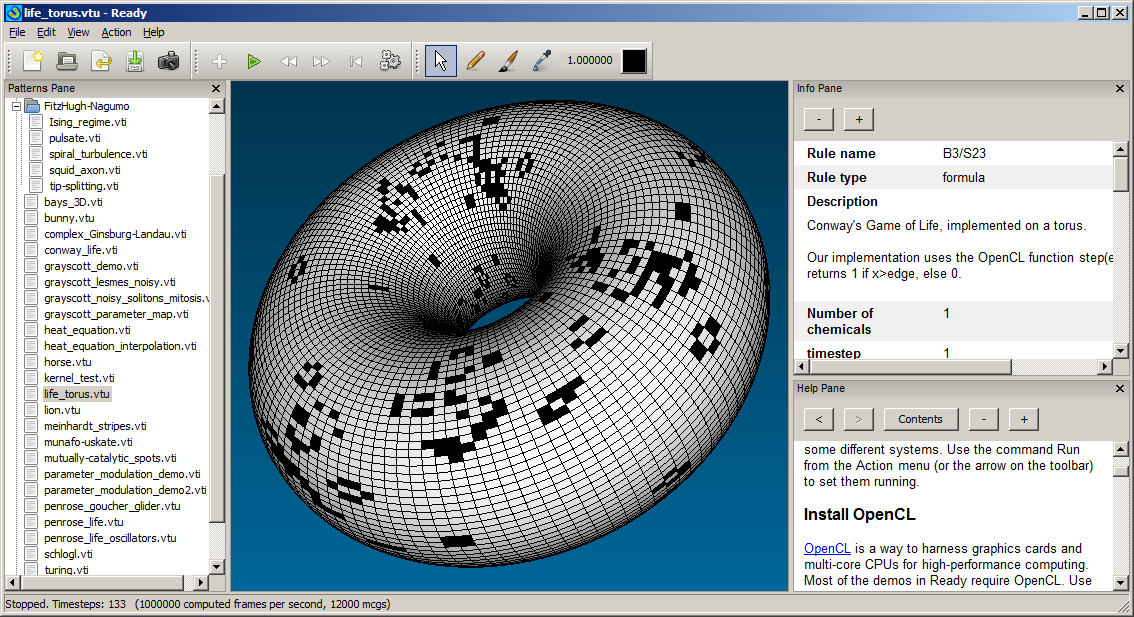 life_torus.vtu - Ready
File Edit View Action Help
1.000000
Patterns Pane
FitzHugh-Nagumo
Ising_regime.vti
pulsate.vti
spiral_turbulence.vti
squid_axon.vti
tip-splitting.vti
bays_3D.vti
bunny.vtu
complex_Ginsburg-Landau.vti
conway_life.vti
grayscott_demo.vti
grayscott_lesmes_noisy.vti
grayscott_noisy_solitons_mitosis.v
grayscott_parameter_map.vti
heat_equation.vti
heat_equation_interpolation.vti
horse.vtu
kernel_test.vti
life_torus.vtu
lion.vtu
meinhardt_stripes.vti
munafo-uskate.vti
mutually-catalytic_spots.vti
parameter_modulation_demo.vti
parameter_modulation_demo2.vti
penrose_goucher_glider.vtu
penrose_life.vtu
penrose_life_oscillators.vtu
schlogl.vti
turing.vti
Info Pane
- +
Rule name B3/S23
Rule type formula
Description
Conway's Game of Life, implemented on a torus.
Our implementation uses the OpenCL function step(e
returns 1 if x>edge, else 0.
Number of 1
chemicals
timestep 1
Help Pane
< > Contents - +
some different systems. Use the command Run
from the Action menu (or the arrow on the toolbar)
to set them running.
Install OpenCL
OpenCL is a way to harness graphics cards and
multi-core CPUs for high-performance computing.
Most of the demos in Ready require OpenCL. Use
Stopped. Timesteps: 133 (1000000 computed frames per second, 12000 mcgs)